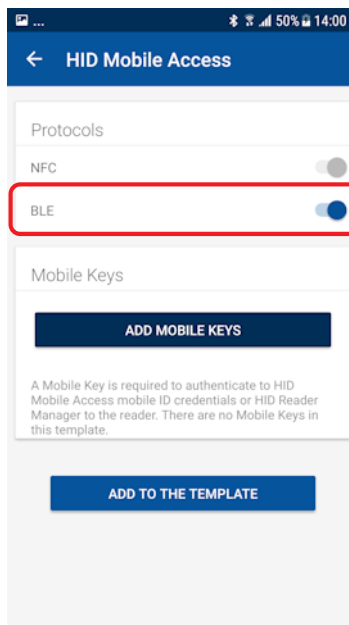 ... 50% 14:00
HID Mobile Access
Protocols
NFC
BLE
Mobile Keys
ADD MOBILE KEYS
A Mobile Key is required to authenticate to HID
Mobile Access mobile ID credentials or HID Reader
Manager to the reader. There are no Mobile Keys in
this template.
ADD TO THE TEMPLATE